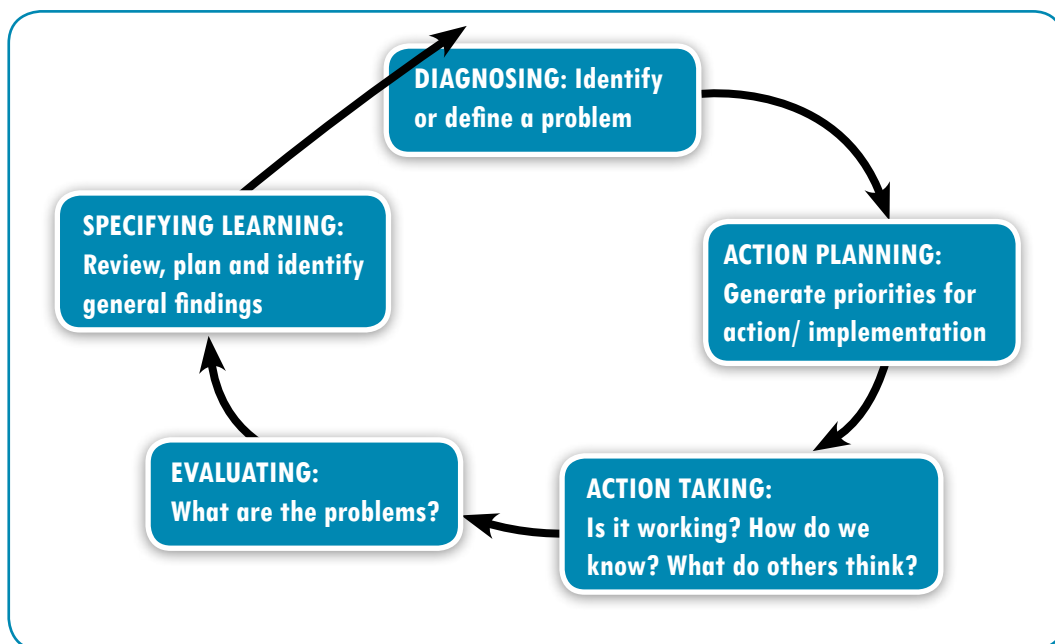 DIAGNOSING: Identify
or define a problem
SPECIFYING LEARNING:
Review, plan and identify
general findings
ACTION PLANNING:
Generate priorities for
action/ implementation
EVALUATING:
What are the problems?
ACTION TAKING:
Is it working? How do we
know? What do others think?